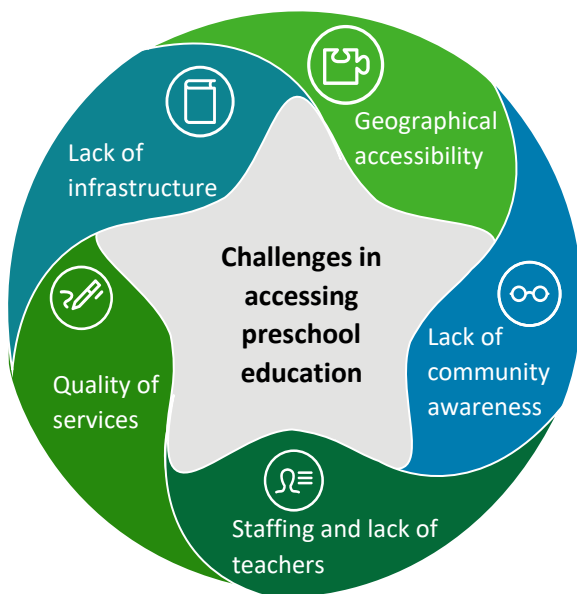 Challenges in
accessing
preschool
education
Geographical
accessibility
Lack of
community
awareness
Staffing and lack of
teachers
Quality of
services
Lack of
infrastructure